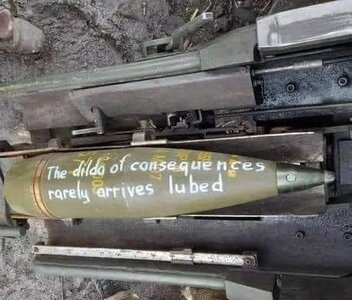 The dildo of consequences
rarely arrives lubed